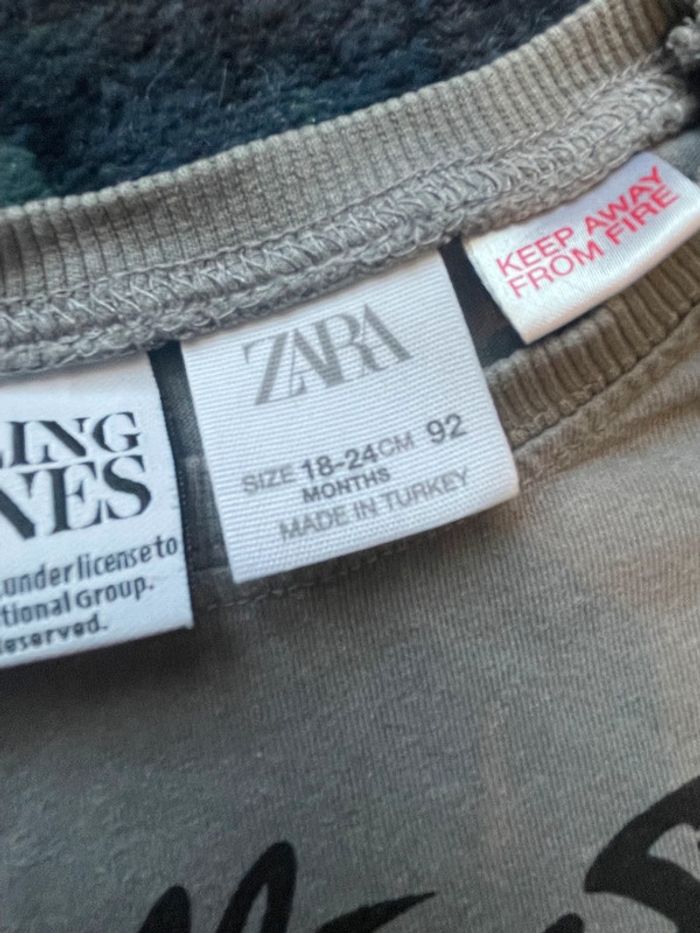 LING
NES
under license to
tional Group.
eserved.
ZARA
SIZE 18-24 CM 92
MONTHS
MADE IN TURKEY
KEEP AWAY
FROM FIRE